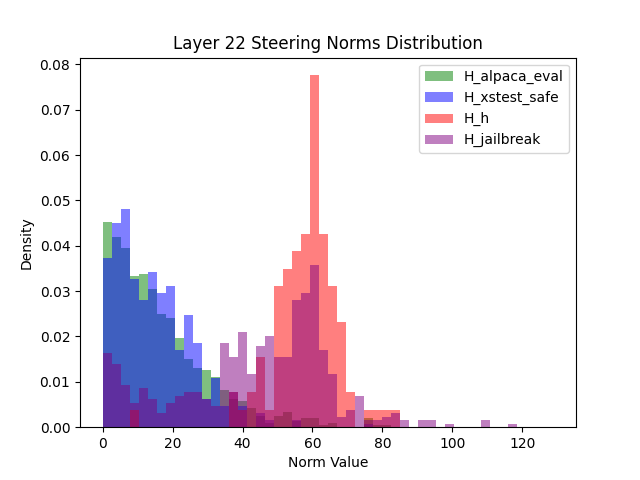 Layer 22 Steering Norms Distribution
H_alpaca_eval
H_xstest_safe
H_h
H_jailbreak
0.08
0.07
0.06
0.05
0.04
0.03
0.02
0.01
0.00
Density
0 20 40 60 80 100 120
Norm Value